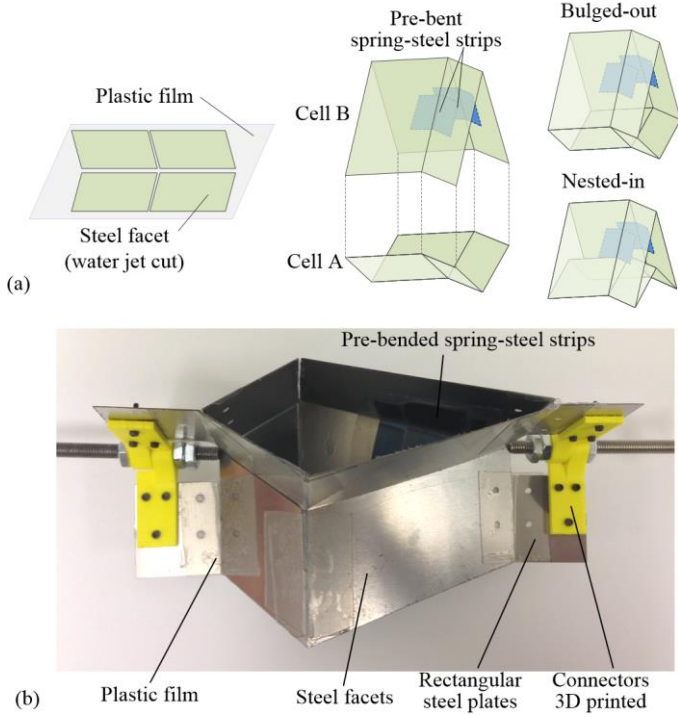 Pre-bent
spring-steel strips
Bulged-out
Plastic film
Cell B
Nested-in
Steel facet
(water jet cut)
Cell A
(a)
Pre-bended spring-steel strips
(b)
Plastic film
Steel facets
Rectangular
steel plates
Connectors
3D printed